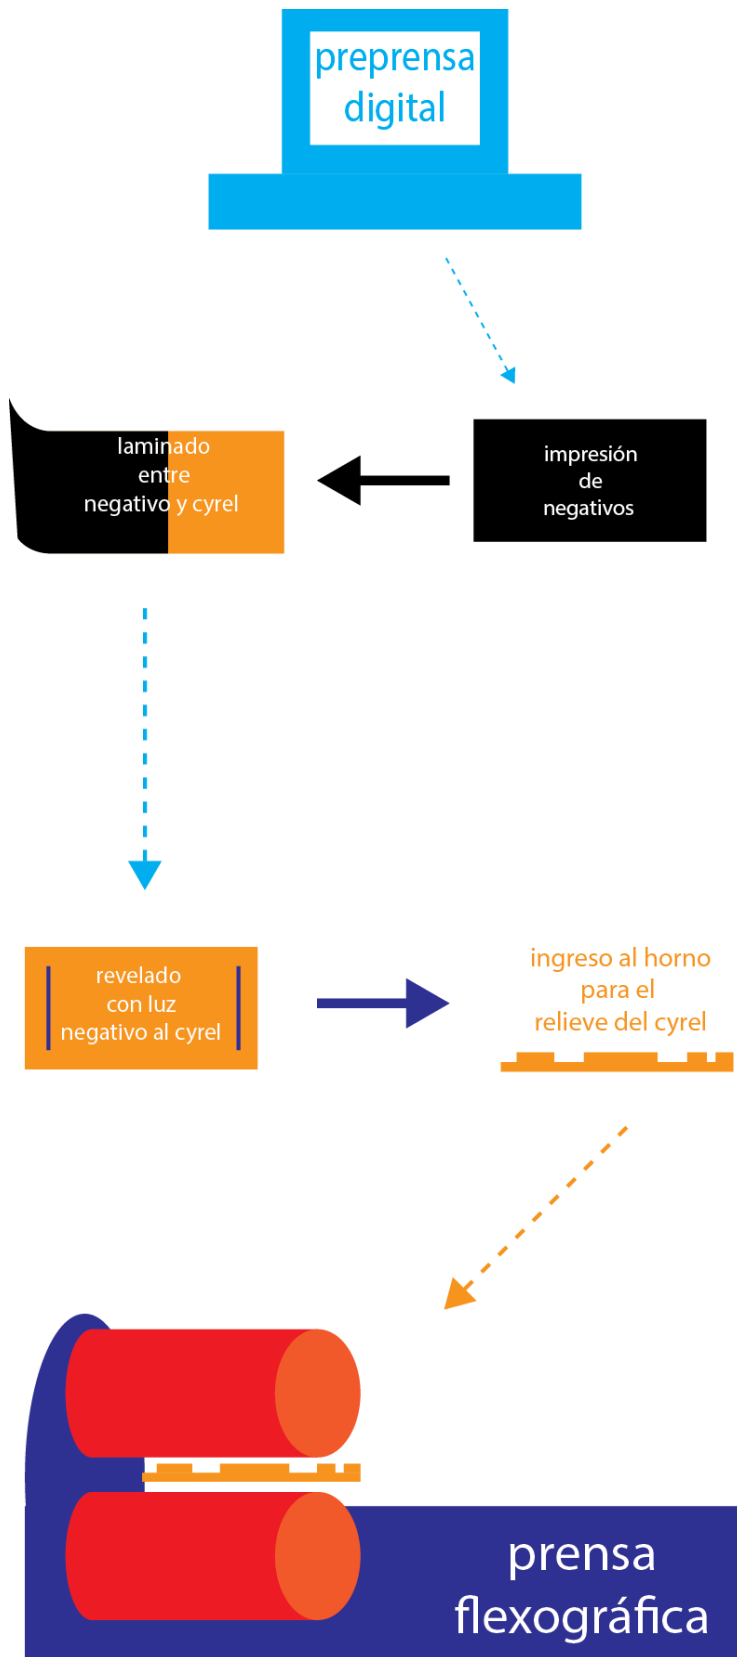 preprensa
digital
impresión
de
negativos
laminado
entre
negativo y cyrel
revelado
con luz
negativo al cyrel
ingreso al horno
para el
relieve del cyrel
prensa
flexográfica